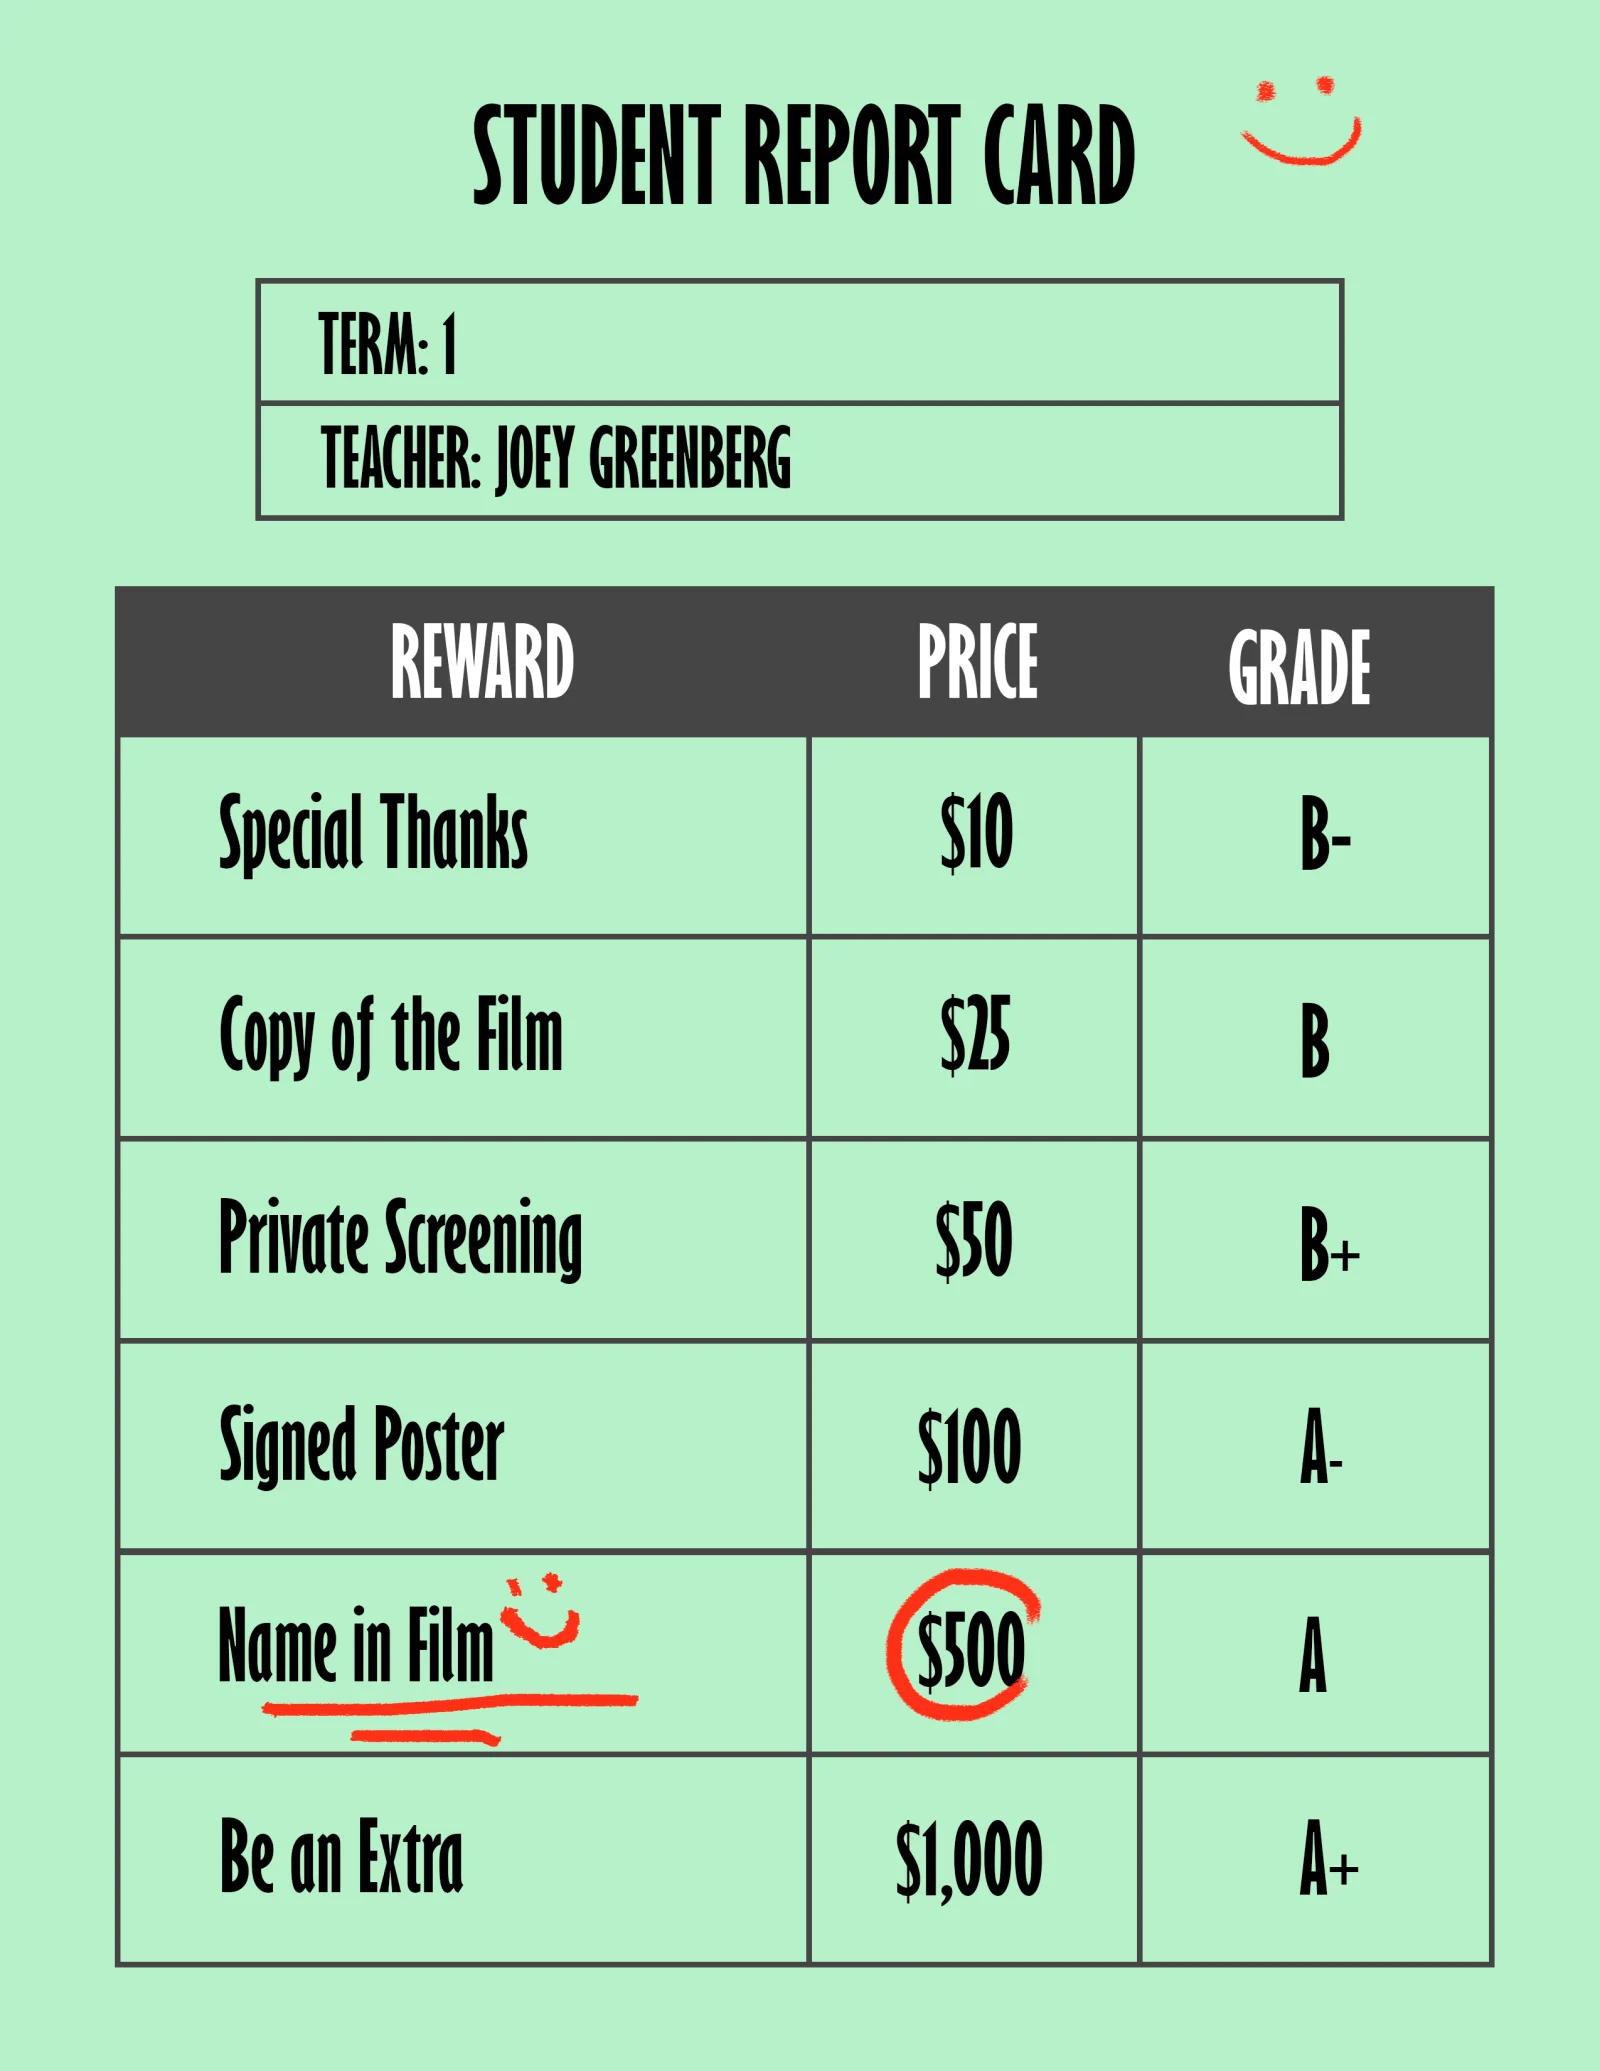 STUDENT REPORT CARD
TERM: 1
TEACHER: JOEY GREENBERG
REWARD PRICE GRADE
Special Thanks $10 B-
Copy of the Film $25 B
Private Screening $50 B+
Signed Poster $100 A-
Name in Film $500 A
Be an Extra $1,000 A+